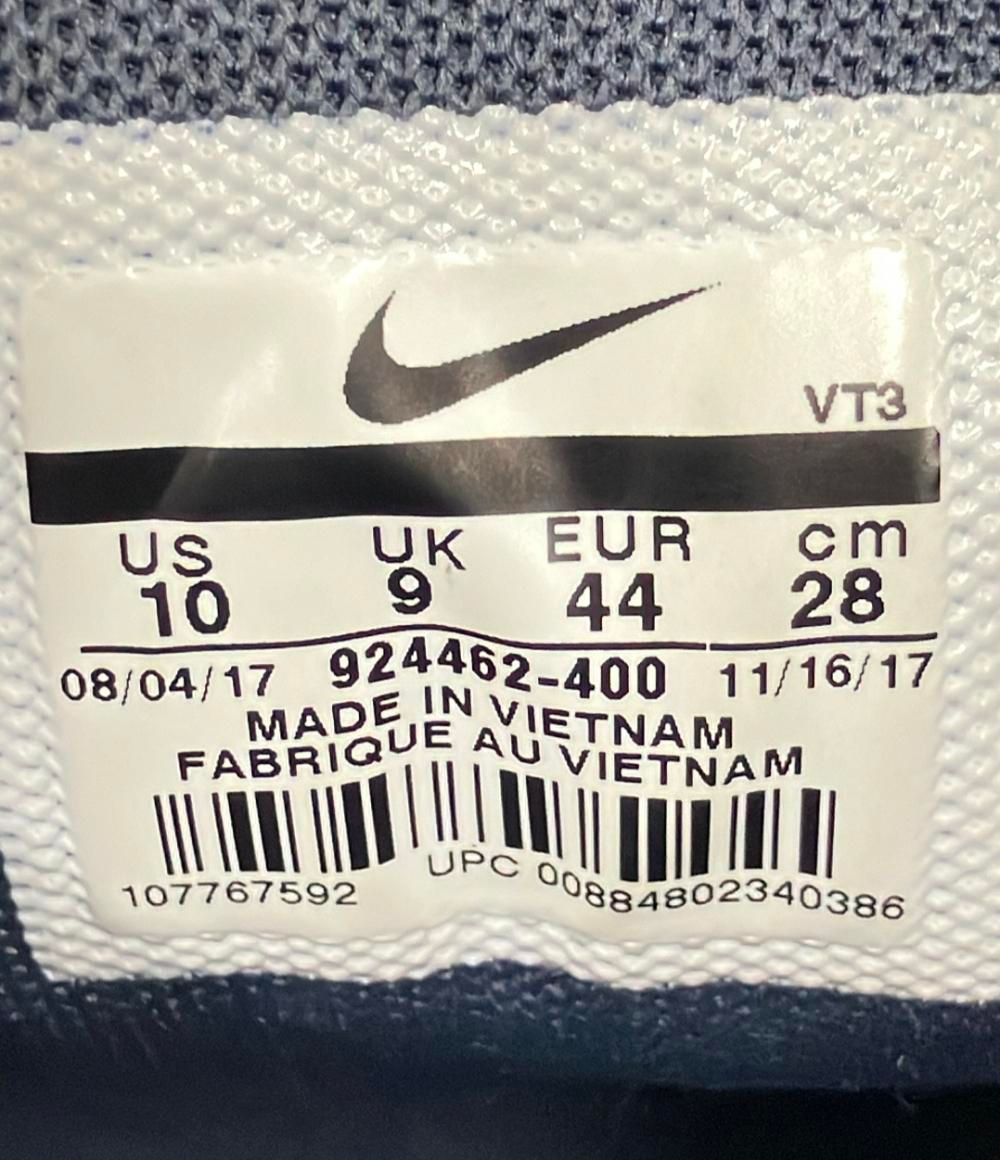 VT3
US UK EUR cm
10 9 44 28
08/04/17 924462-400 11/16/17
MADE IN VIETNAM
FABRIQUE AU VIETNAM
107767592 UPC 00884802340386